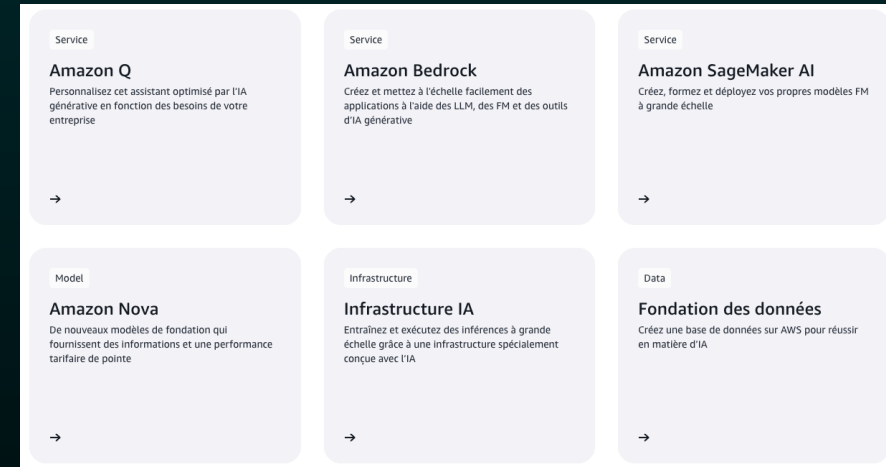 Service
Amazon Q
Personnalisez cet assistant optimisé par l'IA
générative en fonction des besoins de votre
entreprise
→
Service
Amazon Bedrock
Créez et mettez à l'échelle facilement des
applications à l'aide des LLM, des FM et des outils
d'IA générative
→
Service
Amazon SageMaker AI
Créez, formez et déployez vos propres modèles FM
à grande échelle
→
Model
Amazon Nova
De nouveaux modèles de fondation qui
fournissent des informations et une performance
tarifaire de pointe
→
Infrastructure
Infrastructure IA
Entraînez et exécutez des inférences à grande
échelle grâce à une infrastructure spécialement
conçue avec l'IA
→
Data
Fondation des données
Créez une base de données sur AWS pour réussir
en matière d'IA
→